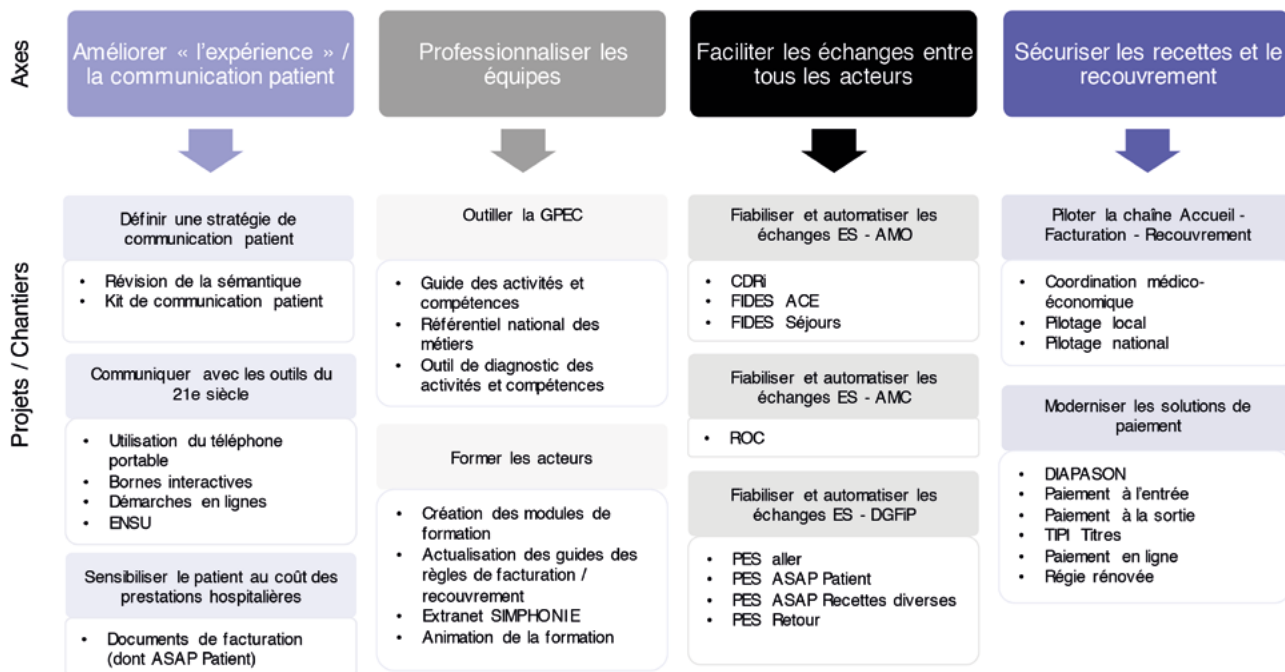 Axes
Améliorer « l'expérience » /
la communication patient
Professionnaliser les
équipes
Faciliter les échanges entre
tous les acteurs
Sécuriser les recettes et le
recouvrement
Projets / Chantiers
Définir une stratégie de
communication patient
• Révision de la sémantique
• Kit de communication patient
Communiquer avec les outils du
21e siècle
• Utilisation du téléphone
portable
• Bornes interactives
• Démarches en lignes
• ENSU
Sensibiliser le patient au coût des
prestations hospitalières
• Documents de facturation
(dont ASAP Patient)
Outiller la GPEC
• Guide des activités et
compétences
• Référentiel national des
métiers
• Outil de diagnostic des
activités et compétences
Former les acteurs
• Création des modules de
formation
• Actualisation des guides des
règles de facturation /
recouvrement
• Extranet SIMPHONIE
• Animation de la formation
Fiabiliser et automatiser les
échanges ES - AMO
• CDRi
• FIDES ACE
• FIDES Séjours
Fiabiliser et automatiser les
échanges ES - AMC
• ROC
Fiabiliser et automatiser les
échanges ES - DGFiP
• PES aller
• PES ASAP Patient
• PES ASAP Recettes diverses
• PES Retour
Piloter la chaîne Accueil -
Facturation - Recouvrement
• Coordination médico-
économique
• Pilotage local
• Pilotage national
Moderniser les solutions de
paiement
• DIAPASON
• Paiement à l'entrée
• Paiement à la sortie
• TIPI Titres
• Paiement en ligne
• Régie rénovée